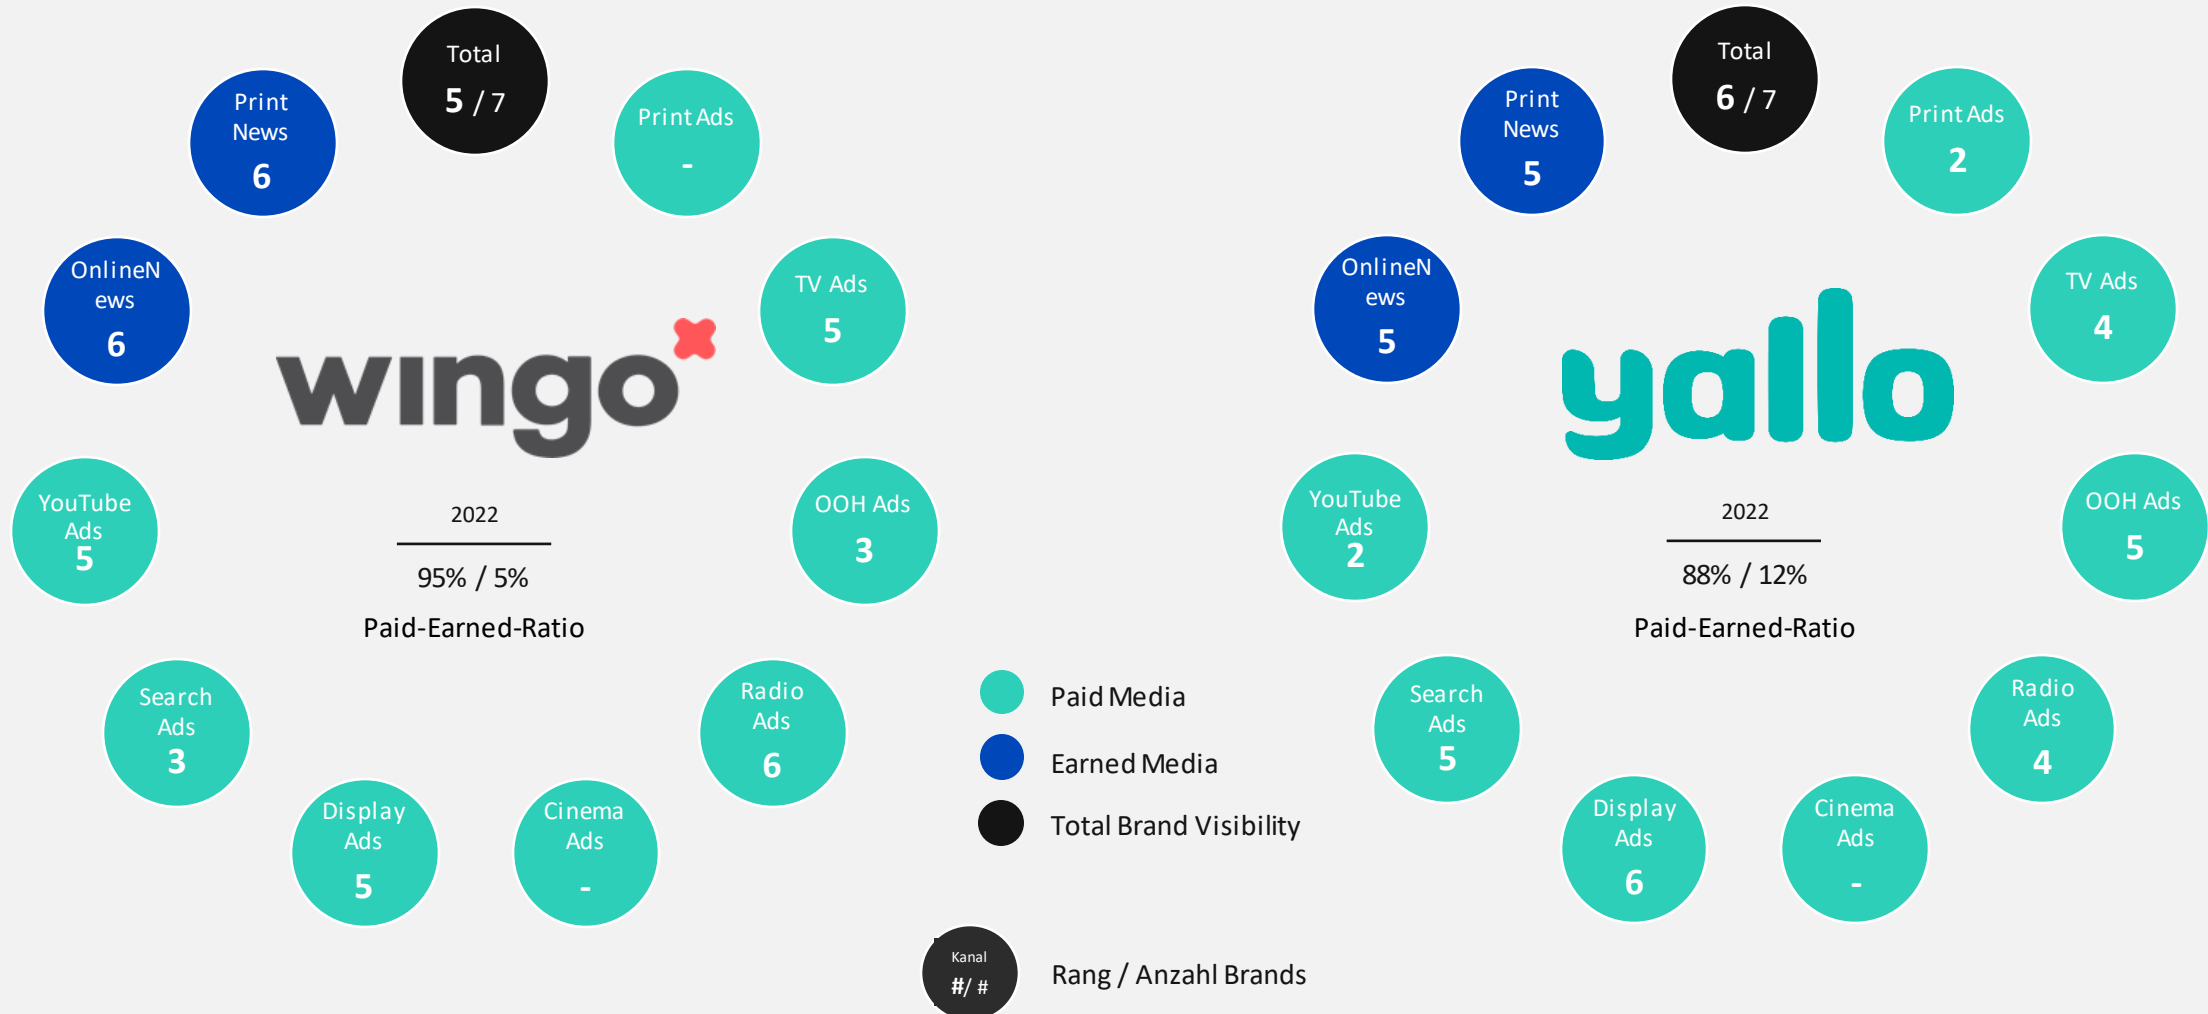 Total
5 / 7
Print Ads
-
TV Ads
5
OOH Ads
3
Radio
Ads
6
Cinema
Ads
-
Display
Ads
5
Search
Ads
3
YouTube
Ads
5
OnlineN
ews
6
Print
News
6
wingo
2022
95% / 5%
Paid-Earned-Ratio
Total
6 / 7
Print Ads
2
TV Ads
4
OOH Ads
5
Radio
Ads
4
Cinema
Ads
-
Display
Ads
6
Search
Ads
5
YouTube
Ads
2
OnlineN
ews
5
Print
News
5
yallo
2022
88% / 12%
Paid-Earned-Ratio
Paid Media
Earned Media
Total Brand Visibility
Kanal
#/ #
Rang / Anzahl Brands